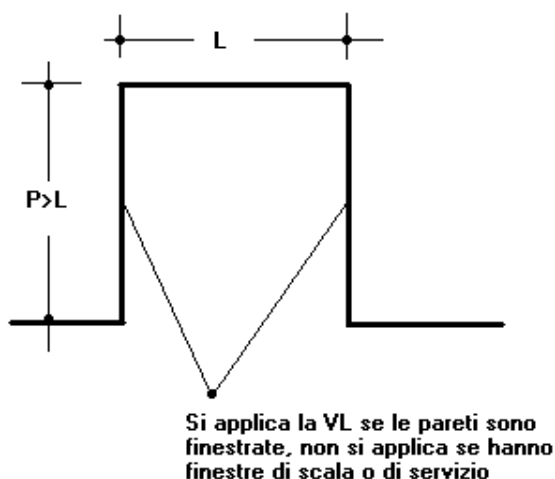 L
P>L
Si applica la VL se le pareti sono
finestrate, non si applica se hanno
finestre di scala o di servizio